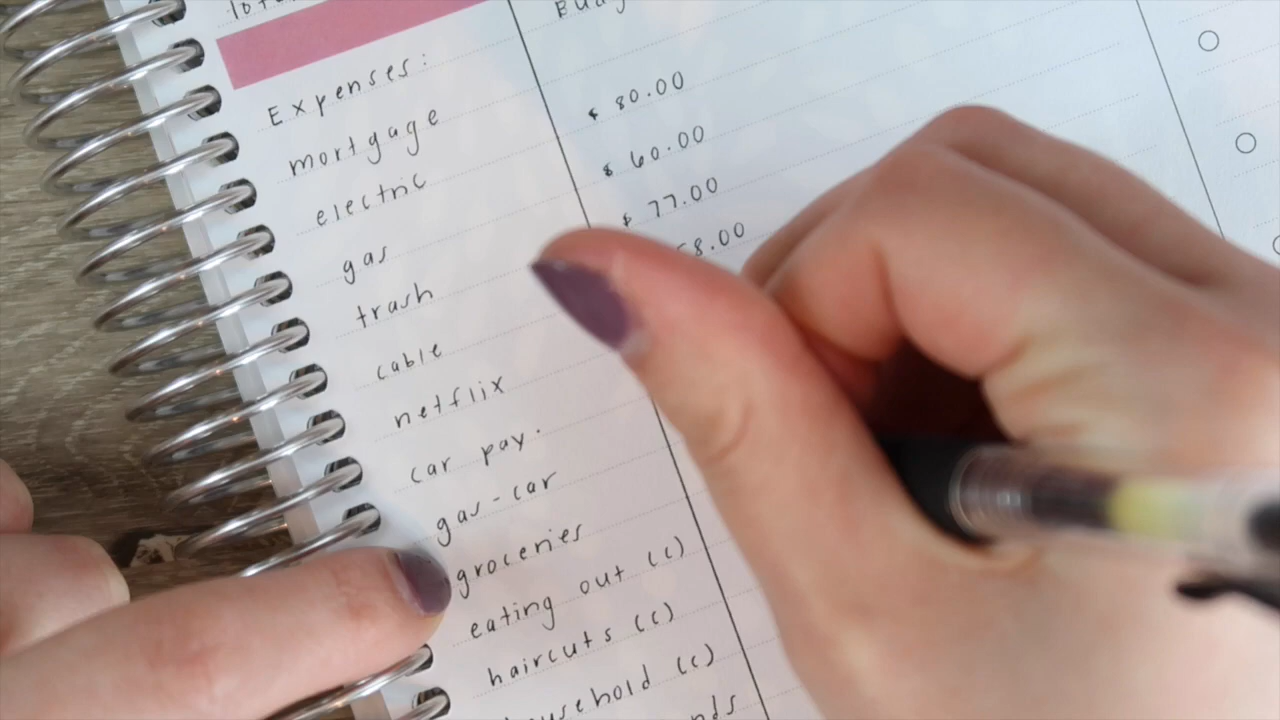 Expenses:
mortgage
electric
gas
trash
cable
netflix
car pay.
gas-car
groceries
eating out (c)
haircuts (c)
(c)
$ 80.00
$ 60.00
$ 77.00